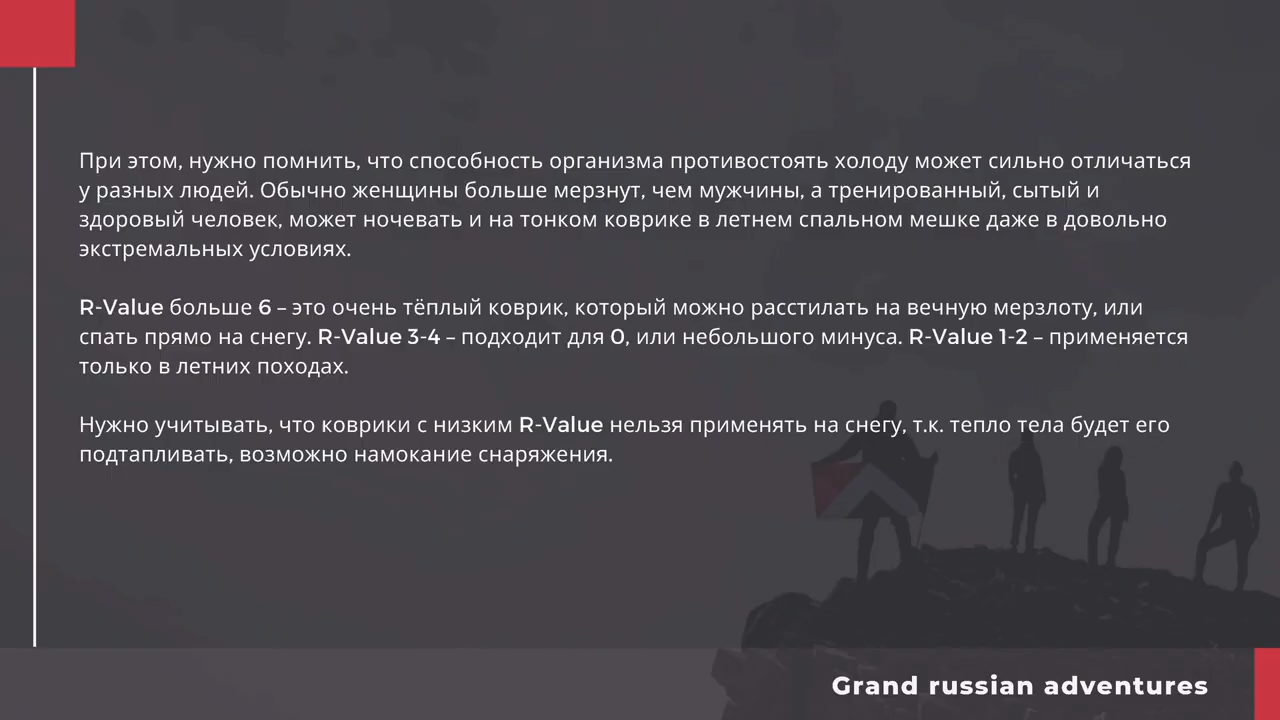 При этом, нужно помнить, что способность организма противостоять холоду может сильно отличаться
у разных людей. Обычно женщины больше мерзнут, чем мужчины, а тренированный, сытый и
здоровый человек, может ночевать и на тонком коврике в летнем спальном мешке даже в довольно
экстремальных условиях.
R-Value больше 6 – это очень тёплый коврик, который можно расстилать на вечную мерзлоту, или
спать прямо на снегу. R-Value 3-4 – подходит для 0, или небольшого минуса. R-Value 1-2 – применяется
только в летних походах.
Нужно учитывать, что коврики с низким R-Value нельзя применять на снегу, т.к. тепло тела будет его
подтапливать, возможно намокание снаряжения.
Grand russian adventures